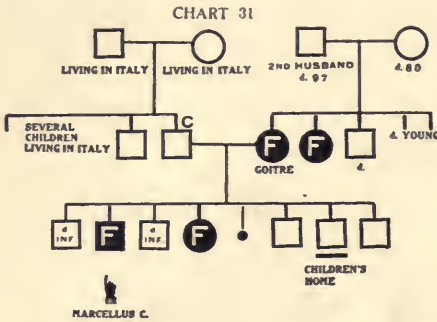 CHART 31
LIVING IN ITALY LIVING IN ITALY 2ND HUSBAND d. 80
d. 97
SEVERAL
CHILDREN
LIVING IN ITALY
C
F F d. YOUNG
GOITRE d.
d INF. F d INF. F
CHILDREN'S
HOME
MARCELLUS C.